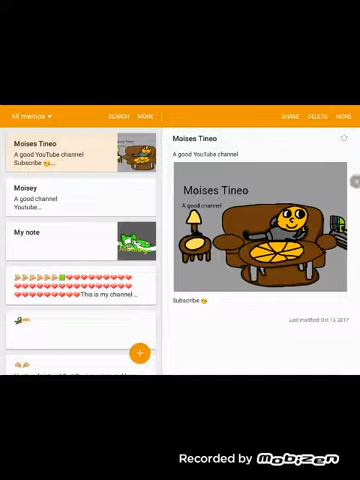 All memos
SEARCH
MORE
SHARE
DELETE
MORE
Moises Tineo
A good YouTube channel
Subscribe 😏...
Moisey
A good channel
Youtube...
My note
This is my channel ...
Moises Tineo
A good YouTube channel
Moises Tineo
A good channel
Subscribe 😏
Last modified Oct 13, 2017
Recorded by Mobizen